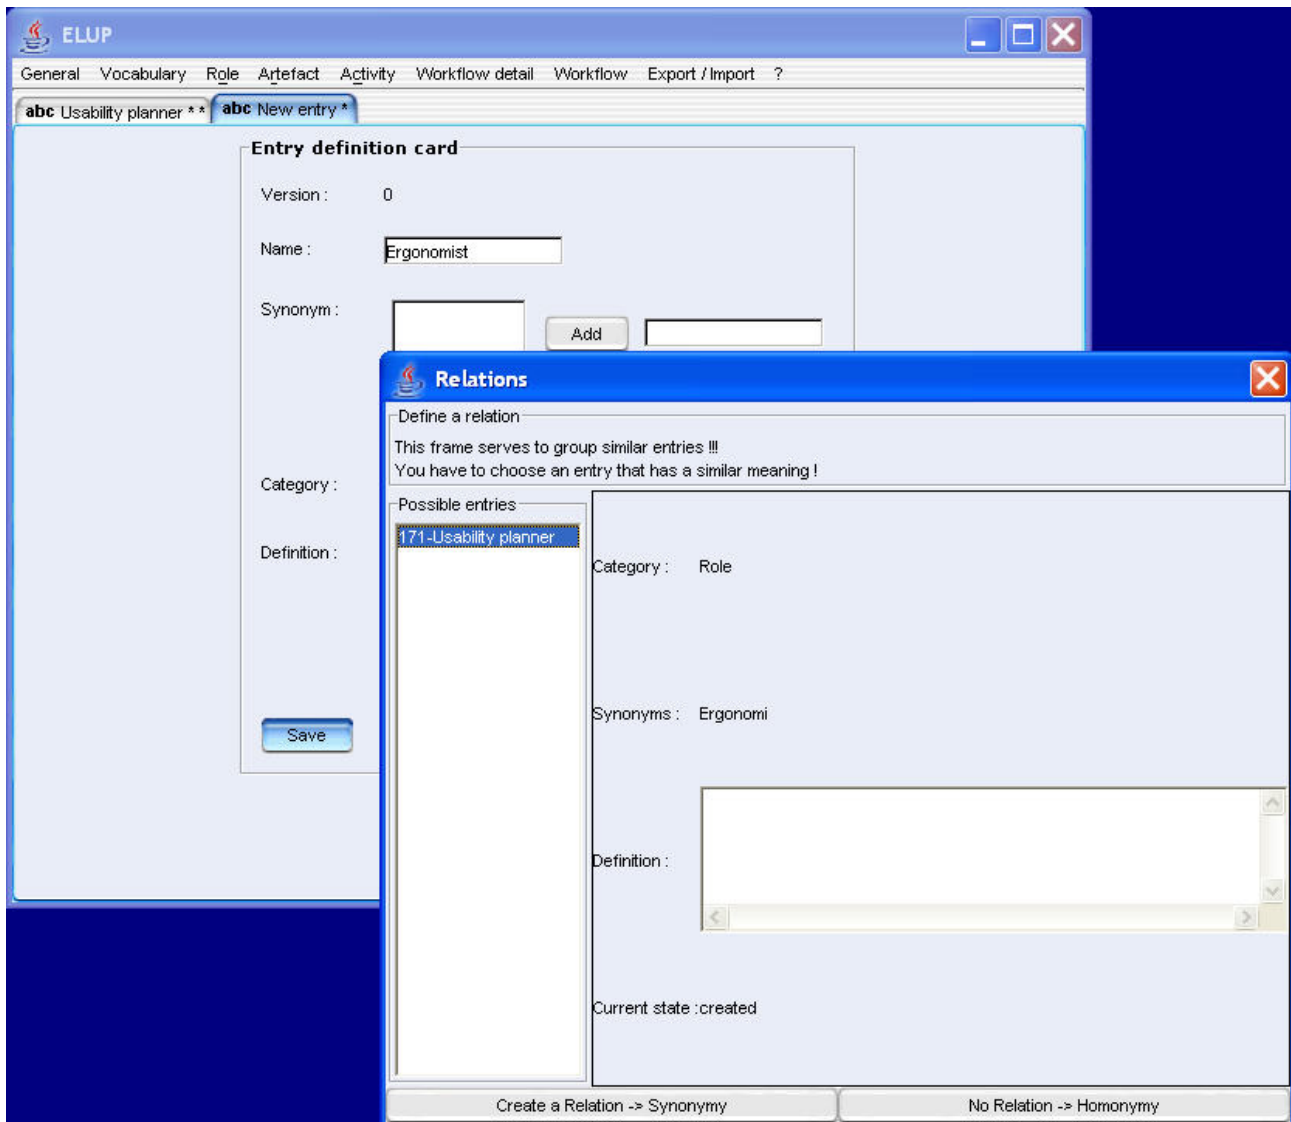 ELUP
General Vocabulary Role Artefact Activity Workflow detail Workflow Export / Import ?
abc Usability planner * * abc New entry *
Entry definition card
Version : 0
Name : Ergonomist
Synonym : Add
Category :
Definition :
Save
Relations
Define a relation
This frame serves to group similar entries !!!
You have to choose an entry that has a similar meaning !
Possible entries
171-Usability planner
Category : Role
Synonyms : Ergonomi
Definition :
Current state :created
Create a Relation -> Synonymy No Relation -> Homonymy